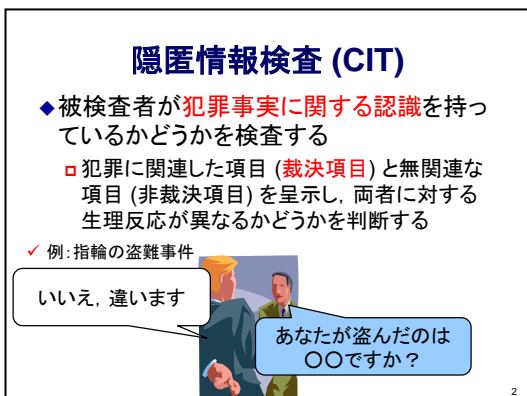 隠匿情報検査 (CIT)
◆被検査者が犯罪事実に関する認識を持っ
ているかどうかを検査する
犯罪に関連した項目 (裁決項目) と無関連な
項目 (非裁決項目) を呈示し, 両者に対する
生理反応が異なるかどうかを判断する
✓ 例:指輪の盗難事件
いいえ, 違います
あなたが盗んだのは
〇〇ですか?
2